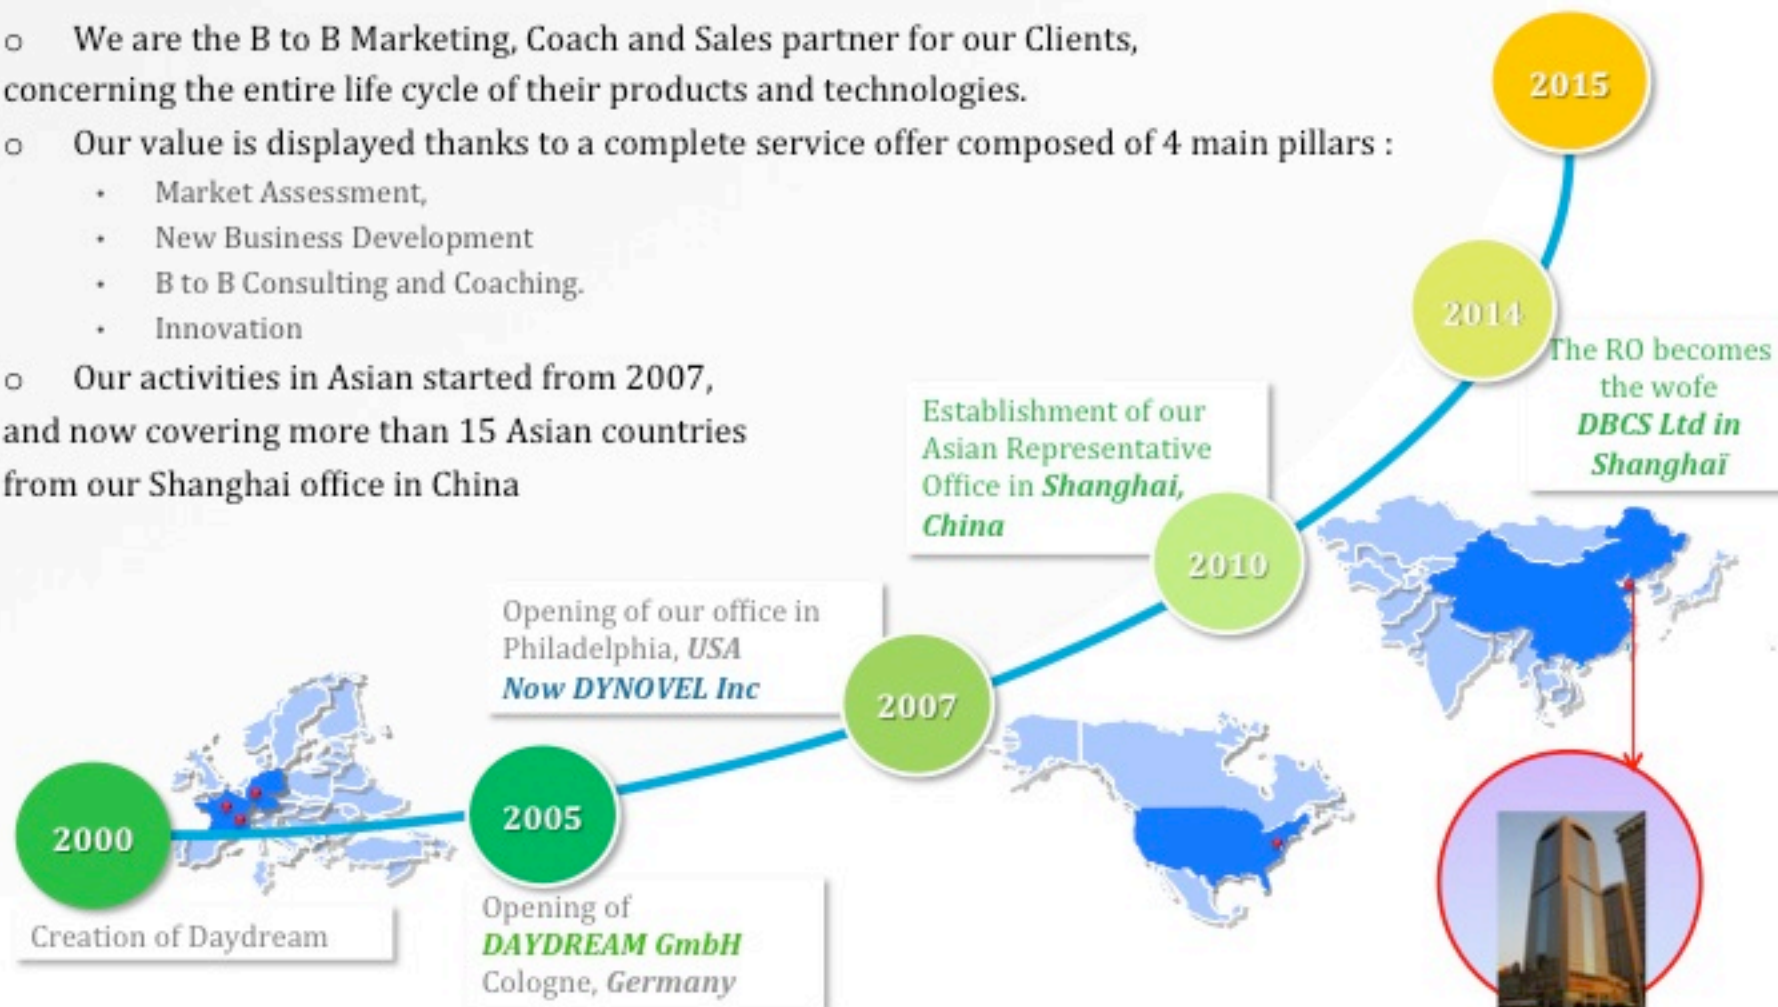 o We are the B to B Marketing, Coach and Sales partner for our Clients,
concerning the entire life cycle of their products and technologies.
o Our value is displayed thanks to a complete service offer composed of 4 main pillars :
• Market Assessment,
• New Business Development
• B to B Consulting and Coaching.
• Innovation
o Our activities in Asian started from 2007,
and now covering more than 15 Asian countries
from our Shanghai office in China
2000
Creation of Daydream
2005
Opening of
DAYDREAM GmbH
Cologne, Germany
Opening of our office in
Philadelphia, USA
Now DYNOVEL Inc
2007
Establishment of our
Asian Representative
Office in Shanghai,
China
2010
2014
The RO becomes
the wofe
DBCS Ltd in
Shanghaï
2015